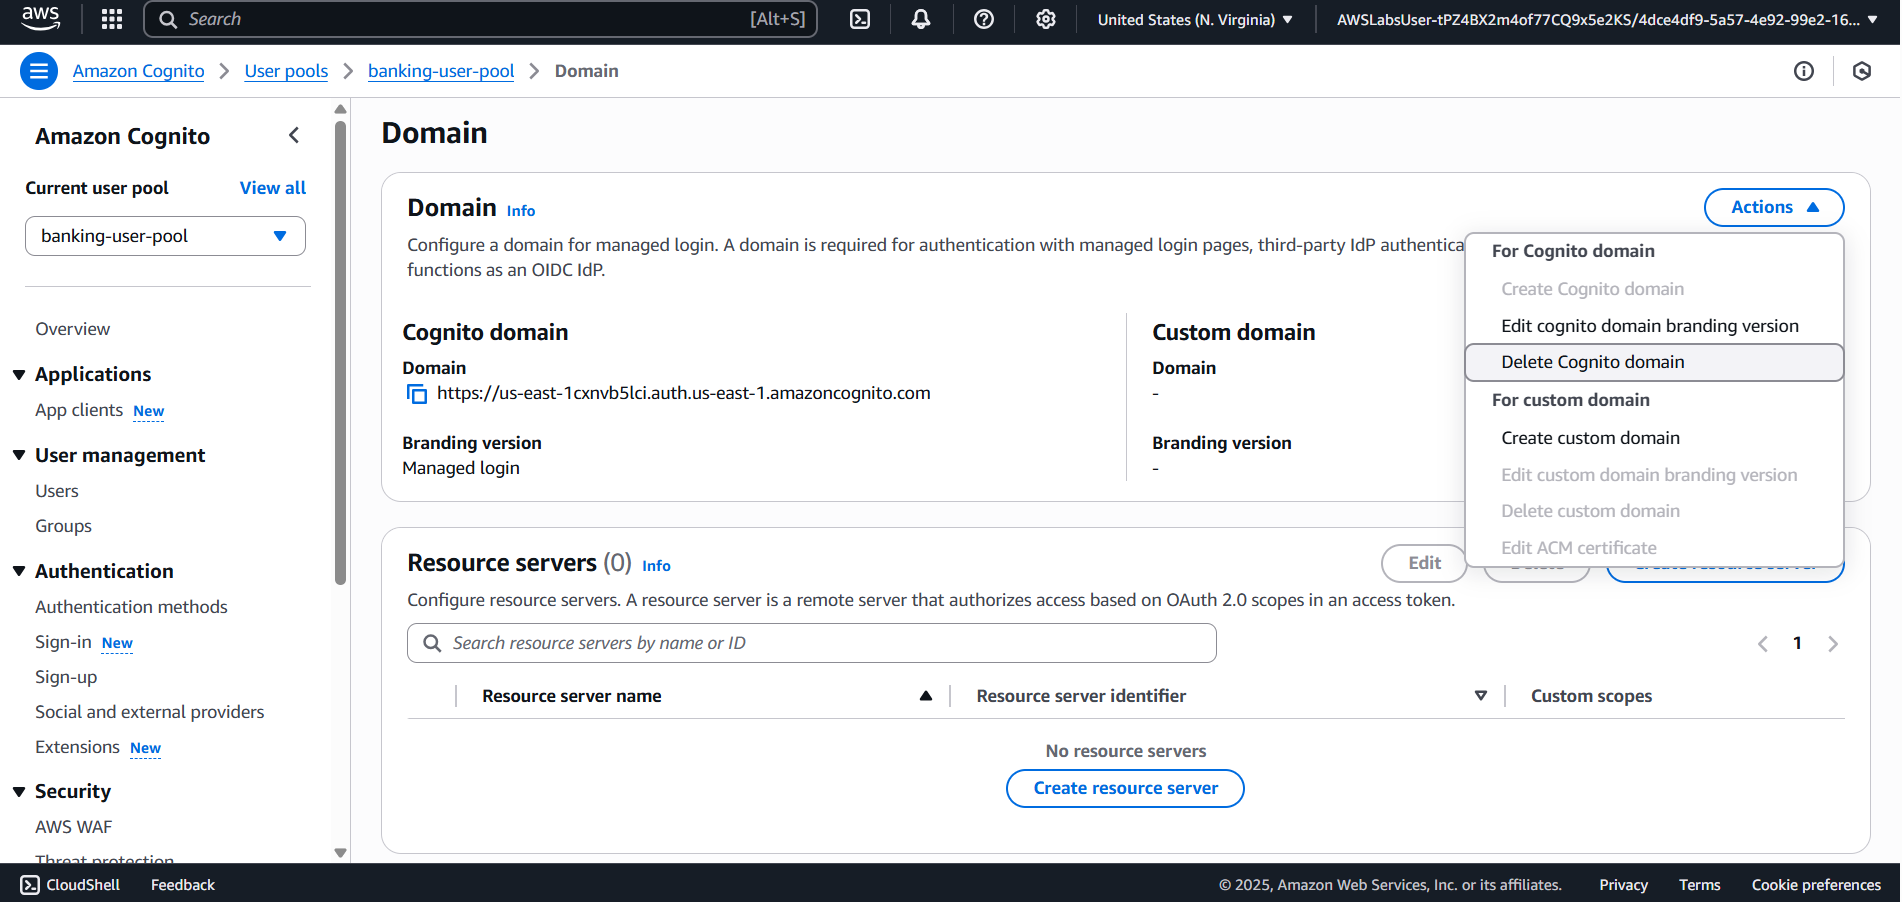 aws
Search
[Alt+S]
United States (N. Virginia)
AWSLabsUser-tPZ4BX2m4of77CQ9x5e2KS/4dce4df9-5a57-4e92-99e2-16...
Amazon Cognito
User pools
banking-user-pool
Domain
Amazon Cognito
Current user pool
View all
banking-user-pool
Overview
Applications
App clients New
User management
Users
Groups
Authentication
Authentication methods
Sign-in New
Sign-up
Social and external providers
Extensions New
Security
AWS WAF
Threat protection
Domain
Domain Info
Actions
Configure a domain for managed login. A domain is required for authentication with managed login pages, third-party IdP authentica
functions as an OIDC IdP.
Cognito domain
Domain
https://us-east-1cxnvb5lci.auth.us-east-1.amazoncognito.com
Branding version
Managed login
Custom domain
Domain
-
Branding version
-
For Cognito domain
Create Cognito domain
Edit cognito domain branding version
Delete Cognito domain
For custom domain
Create custom domain
Edit custom domain branding version
Delete custom domain
Edit ACM certificate
Resource servers (0) Info
Edit
Delete
Create resource server
Configure resource servers. A resource server is a remote server that authorizes access based on OAuth 2.0 scopes in an access token.
Search resource servers by name or ID
1
Resource server name
Resource server identifier
Custom scopes
No resource servers
Create resource server
CloudShell
Feedback
© 2025, Amazon Web Services, Inc. or its affiliates.
Privacy
Terms
Cookie preferences